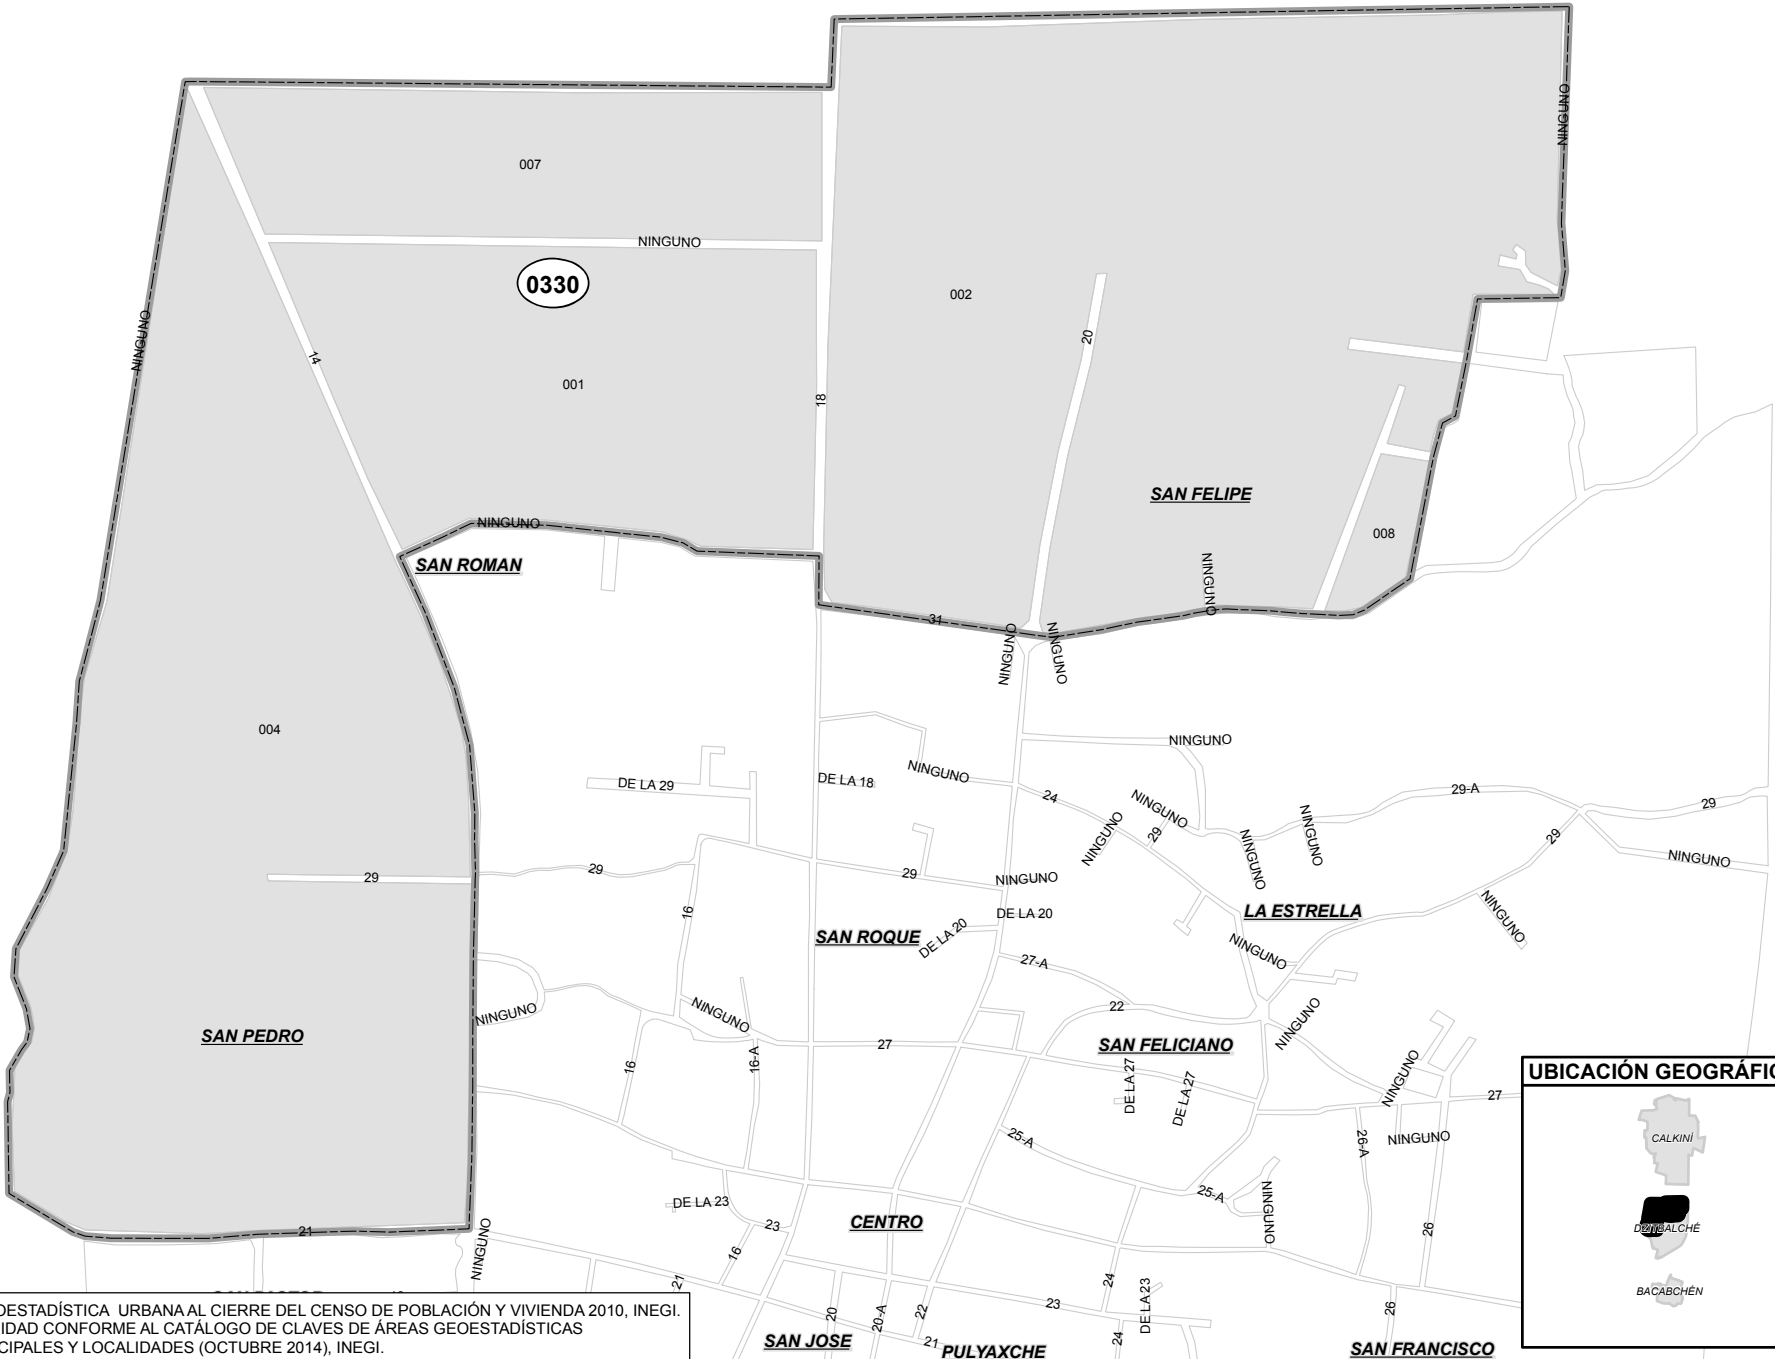 NINGUNO
007
NINGUNO
0330
002
NINGUNO
14
20
001
18
SAN FELIPE
NINGUNO
008
SAN ROMAN
NINGUNO
31
NINGUNO
NINGUNO
004
NINGUNO
NINGUNO
DE LA 29
DE LA 18
24
29-A
NINGUNO
29
NINGUNO
29
NINGUNO
NINGUNO
29
NINGUNO
29
29
29
NINGUNO
16
DE LA 20
LA ESTRELLA
NINGUNO
SAN ROQUE
DE LA 20
NINGUNO
27-A
NINGUNO
NINGUNO
22
NINGUNO
SAN PEDRO
27
SAN FELICIANO
16
16-A
DE LA 27
DE LA 27
NINGUNO
27
UBICACIÓN GEOGRÁFIC
25-A
26-A
NINGUNO
CALKINÍ
DE LA 23
25-A
NINGUNO
CENTRO
23
26
DZITBALCHÉ
21
NINGUNO
16
21
24
DE LA 23
BACABCHÉN
20
20-A
22
23
26
OESTADÍSTICA URBANA AL CIERRE DEL CENSO DE POBLACIÓN Y VIVIENDA 2010, INEGI.
IDAD CONFORME AL CATÁLOGO DE CLAVES DE ÁREAS GEOESTADÍSTICAS
CIPALES Y LOCALIDADES (OCTUBRE 2014), INEGI.
SAN JOSE
21
PULYAXCHE
24
SAN FRANCISCO